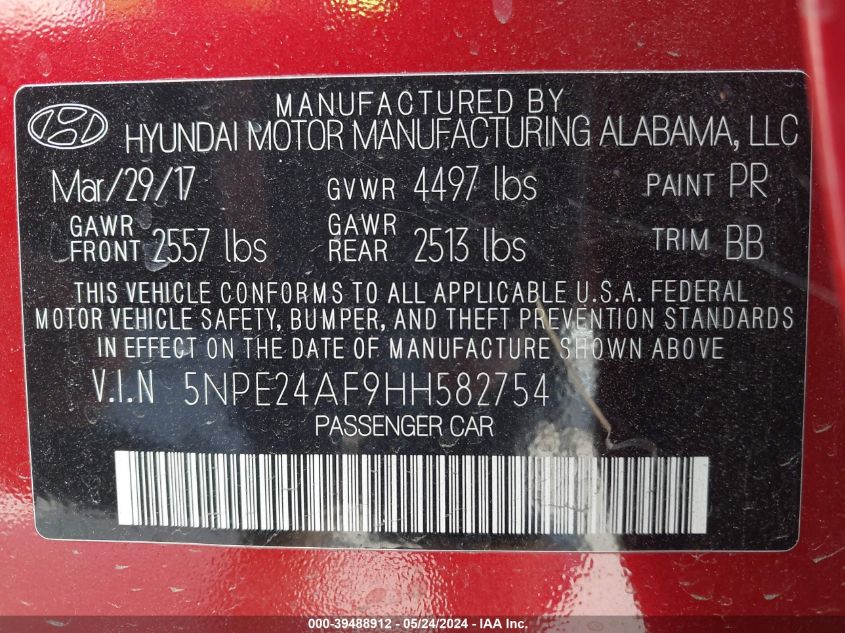 MANUFACTURED BY
HYUNDAI MOTOR MANUFACTURING ALABAMA, LLC
Mar/29/17 GVWR 4497 lbs PAINT PR
GAWR FRONT 2557 lbs GAWR REAR 2513 lbs TRIM BB
THIS VEHICLE CONFORMS TO ALL APPLICABLE U.S.A. FEDERAL
MOTOR VEHICLE SAFETY, BUMPER, AND THEFT PREVENTION STANDARDS
IN EFFECT ON THE DATE OF MANUFACTURE SHOWN ABOVE
V.I.N 5NPE24AF9HH582754
PASSENGER CAR
000-39488912 - 05/24/2024 - IAA, Inc.